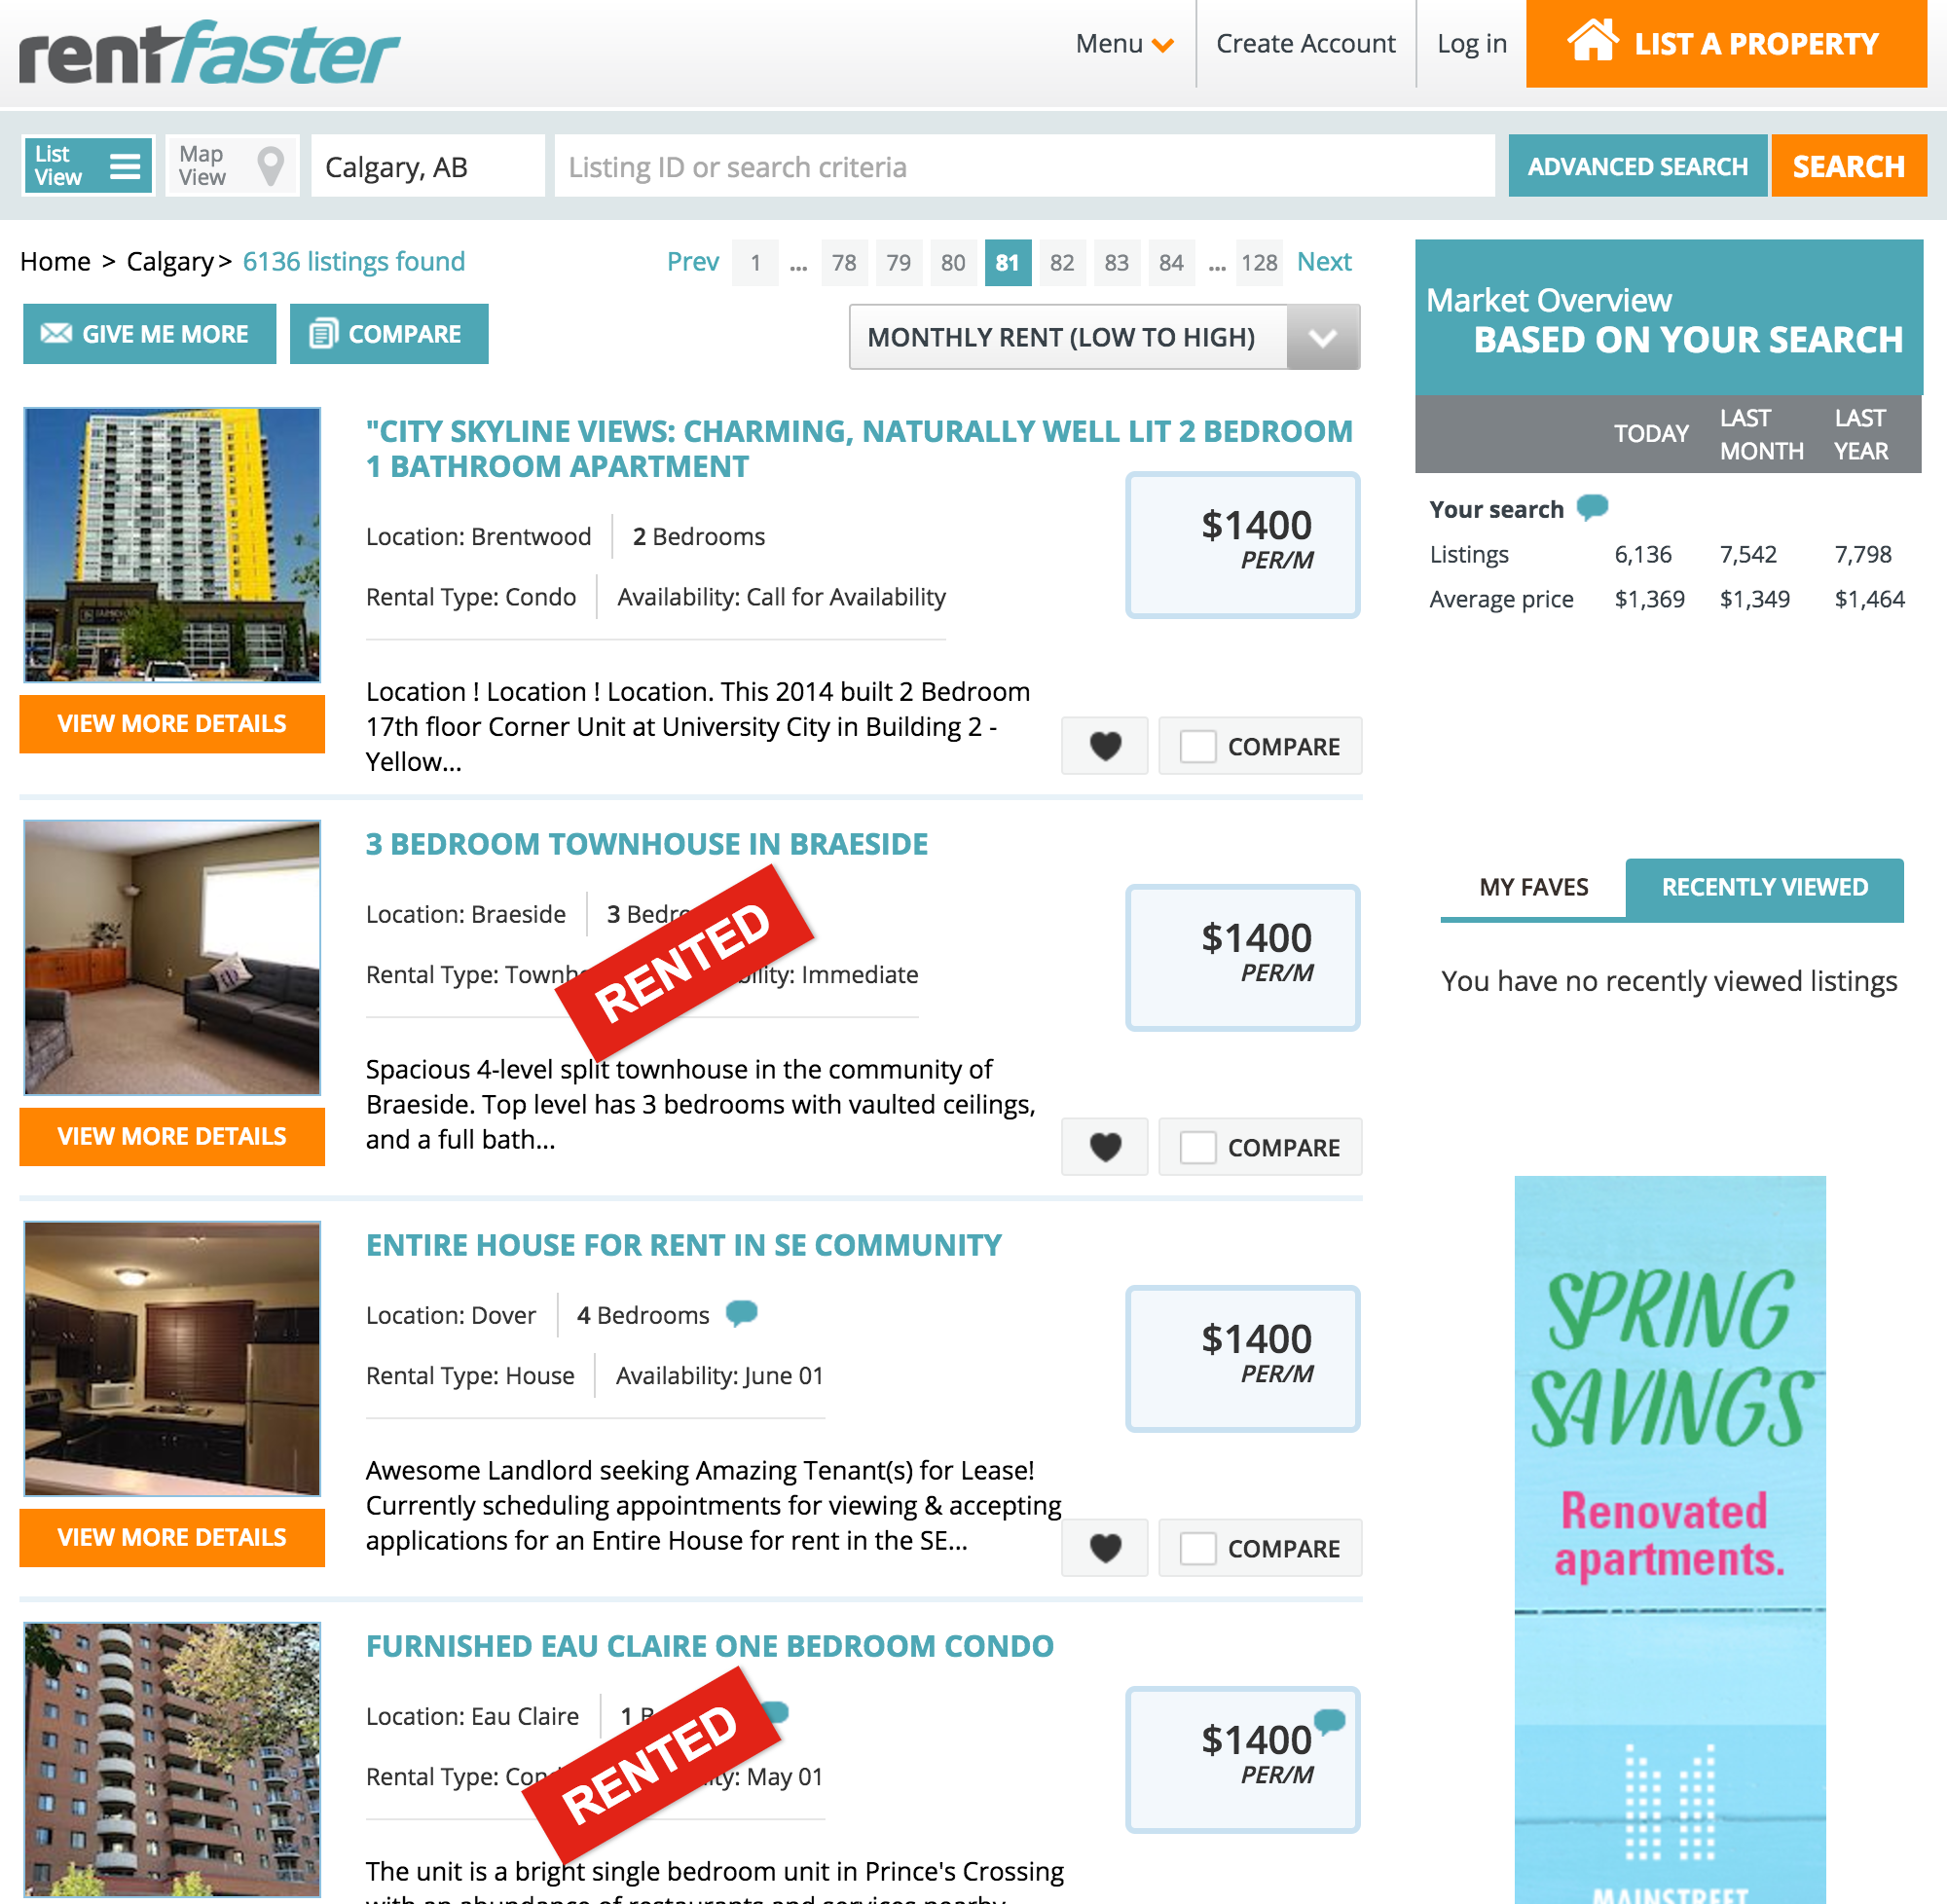 rentfaster
Menu
Create Account
Log in
LIST A PROPERTY
List
View
Map
View
Calgary, AB
Listing ID or search criteria
ADVANCED SEARCH
SEARCH
Home > Calgary > 6136 listings found
Prev 1 ... 78 79 80 81 82 83 84 ... 128 Next
GIVE ME MORE
COMPARE
MONTHLY RENT (LOW TO HIGH)
"CITY SKYLINE VIEWS: CHARMING, NATURALLY WELL LIT 2 BEDROOM
1 BATHROOM APARTMENT
Location: Brentwood
2 Bedrooms
Rental Type: Condo
Availability: Call for Availability
$1400
PER/M
Location ! Location ! Location. This 2014 built 2 Bedroom
17th floor Corner Unit at University City in Building 2 -
Yellow...
VIEW MORE DETAILS
COMPARE
3 BEDROOM TOWNHOUSE IN BRAESIDE
Location: Braeside
3
RENTED
Rental Type:
Immediate
$1400
PER/M
Spacious 4-level split townhouse in the community of
Braeside. Top level has 3 bedrooms with vaulted ceilings,
and a full bath...
VIEW MORE DETAILS
COMPARE
ENTIRE HOUSE FOR RENT IN SE COMMUNITY
Location: Dover
4 Bedrooms
Rental Type: House
Availability: June 01
$1400
PER/M
Awesome Landlord seeking Amazing Tenant(s) for Lease!
Currently scheduling appointments for viewing & accepting
applications for an Entire House for rent in the SE...
VIEW MORE DETAILS
COMPARE
FURNISHED EAU CLAIRE ONE BEDROOM CONDO
Location: Eau Claire
1
RENTED
Rental Type:
May 01
$1400
PER/M
The unit is a bright single bedroom unit in Prince's Crossing
Market Overview
BASED ON YOUR SEARCH
TODAY
LAST
MONTH
LAST
YEAR
Your search
Listings 6,136 7,542 7,798
Average price $1,369 $1,349 $1,464
MY FAVES
RECENTLY VIEWED
You have no recently viewed listings
SPRING
SAVINGS
Renovated
apartments.
MAINSTREET